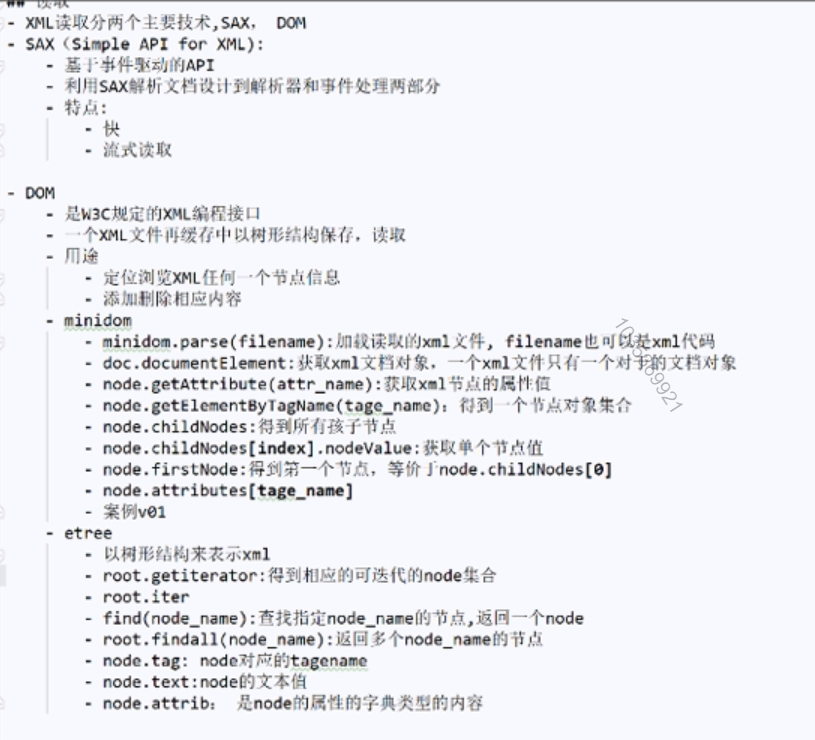 ## 读取
- XML读取分两个主要技术,SAX， DOM
- SAX（Simple API for XML):
- 基于事件驱动的API
- 利用SAX解析文档设计到解析器和事件处理两部分
- 特点:
- 快
- 流式读取
- DOM
- 是W3C规定的XML编程接口
- 一个XML文件再缓存中以树形结构保存，读取
- 用途
- 定位浏览XML任何一个节点信息
- 添加删除相应内容
- minidom
- minidom.parse(filename):加载读取的xml文件, filename也可以是xml代码
- doc.documentElement:获取xml文档对象，一个xml文件只有一个对于的文档对象
- node.getAttribute(attr_name):获取xml节点的属性值
- node.getElementByTagName(tage_name)：得到一个节点对象集合
- node.childNodes:得到所有孩子节点
- node.childNodes[index].nodeValue:获取单个节点值
- node.firstNode:得到第一个节点，等价于node.childNodes[0]
- node.attributes[tage_name]
- 案例v01
- etree
- 以树形结构来表示xml
- root.getiterator:得到相应的可迭代的node集合
- root.iter
- find(node_name):查找指定node_name的节点,返回一个node
- root.findall(node_name):返回多个node_name的节点
- node.tag: node对应的tagename
- node.text:node的文本值
- node.attrib： 是node的属性的字典类型的内容